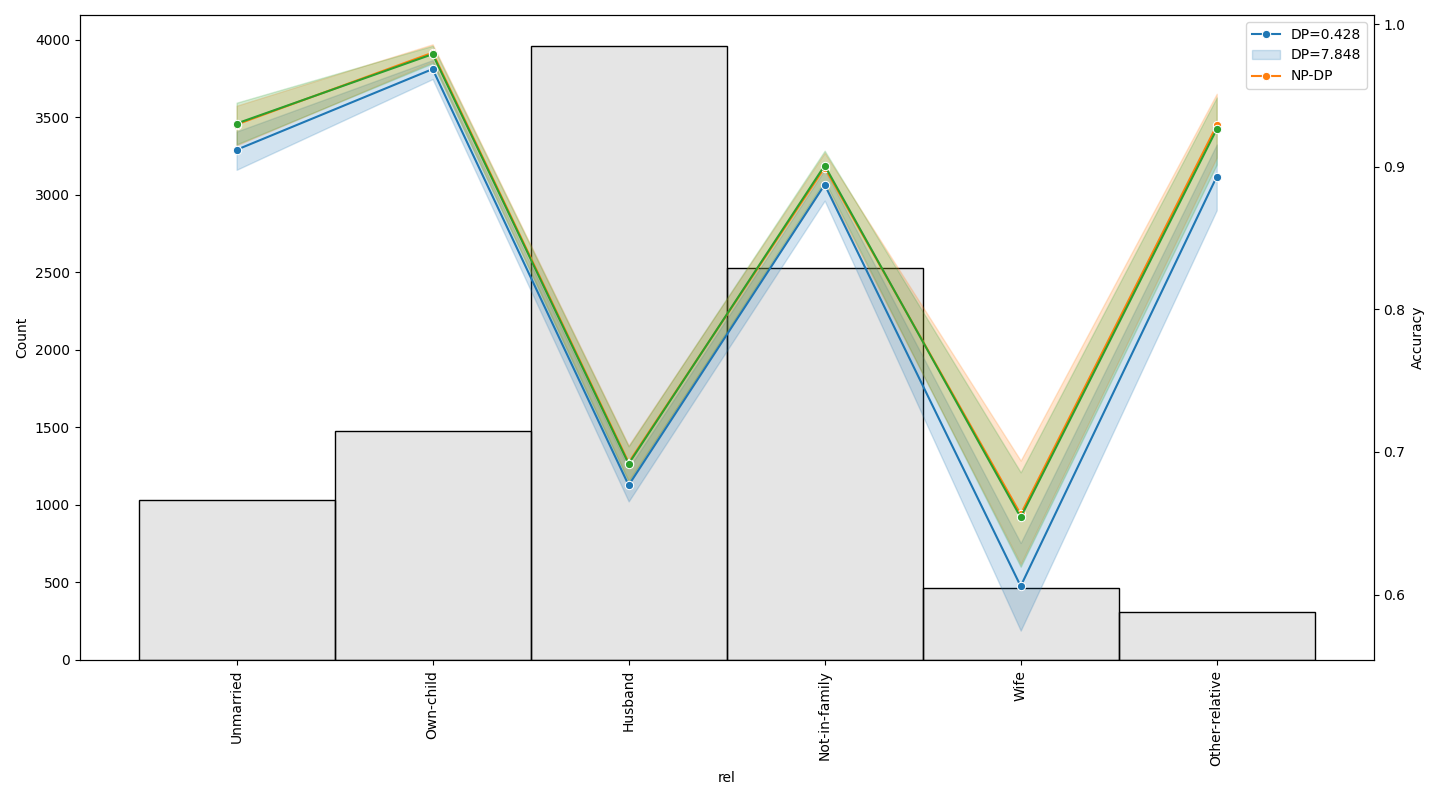 4000
3500
3000
2500
2000
1500
1000
500
0
Count
1.0
0.9
0.8
0.7
0.6
Accuracy
DP=0.428
DP=7.848
NP-DP
Unmarried
Own-child
Husband
Not-in-family
Wife
Other-relative
rel